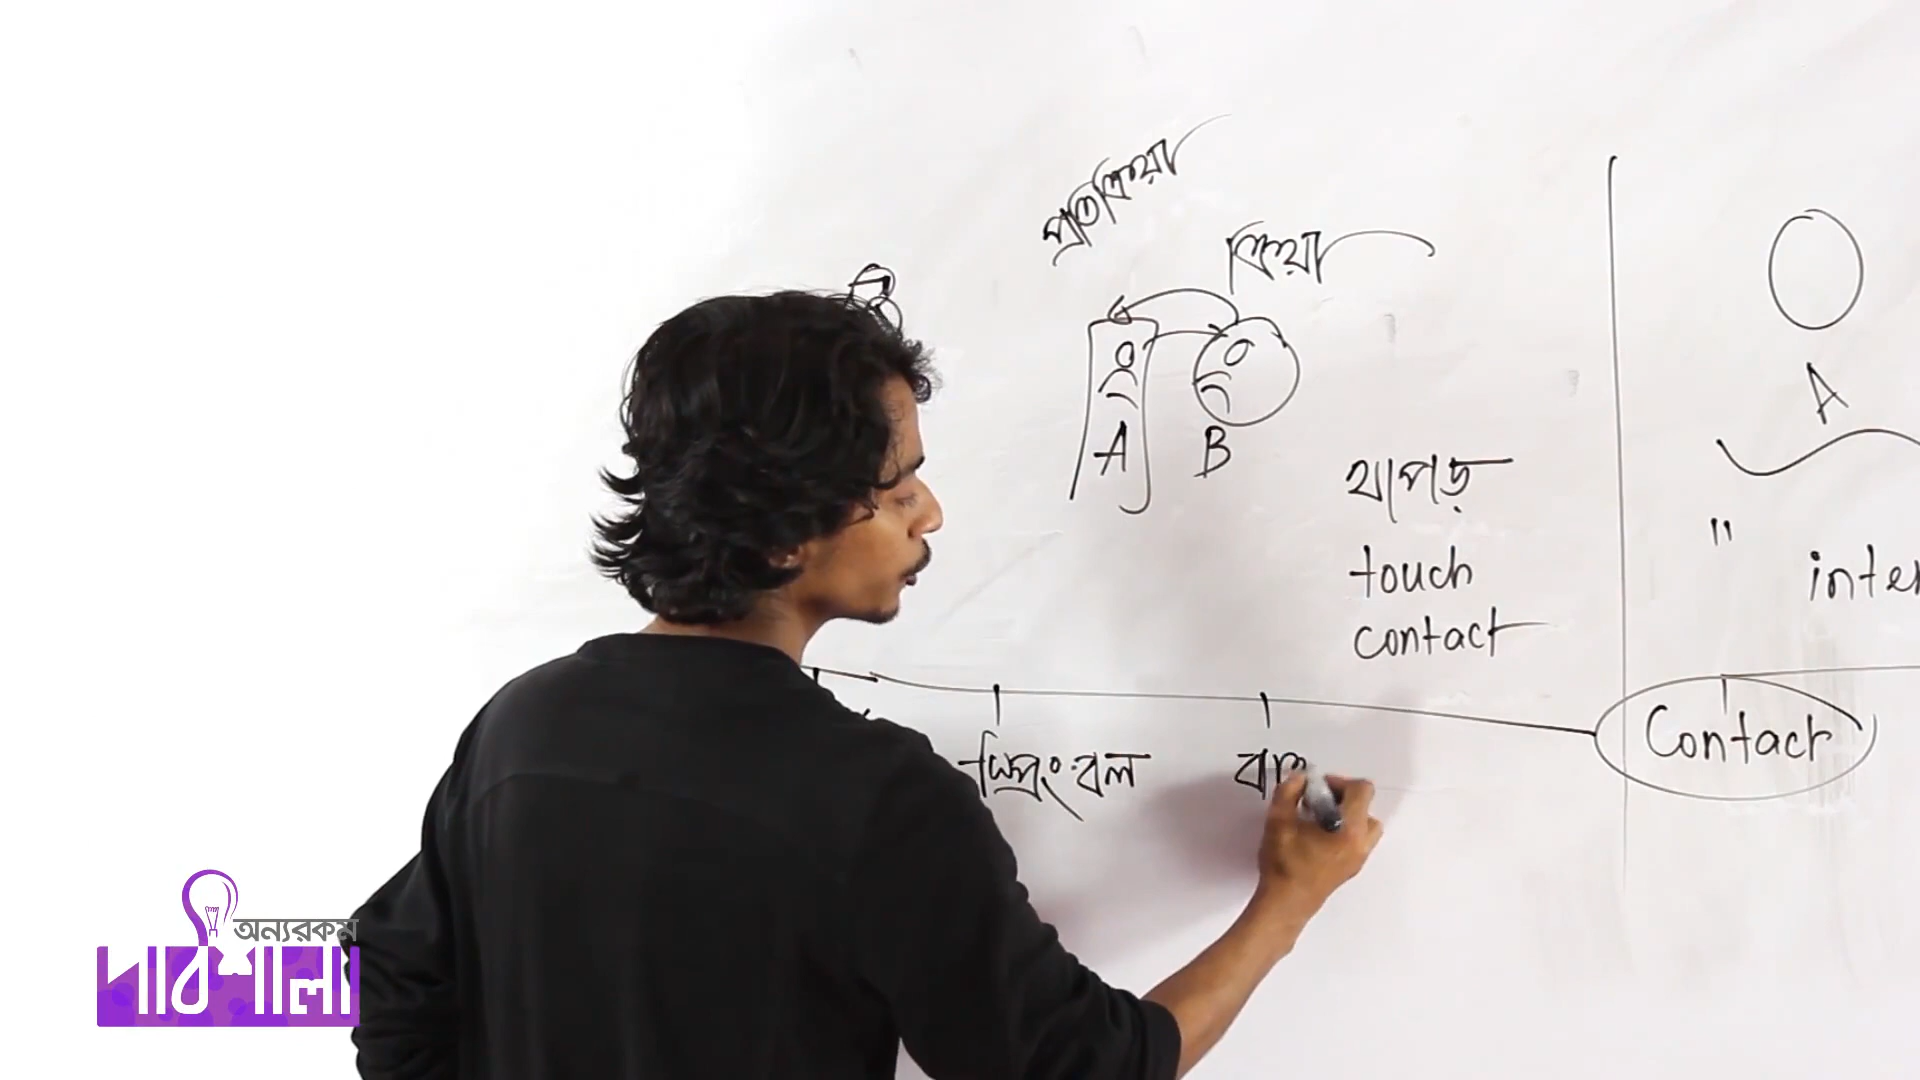 প্রতিক্রিয়া
ক্রিয়া
A B
থাপড়
touch
contact
A
"
inter
Contact
স্প্রিং বল
অন্যরকম
পাঠশালা